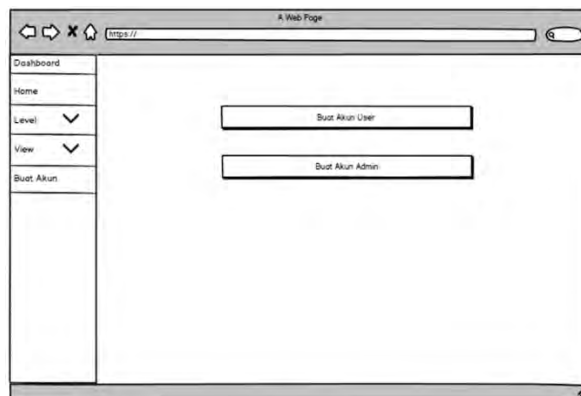 A Web Page
https://
Dashboard
Home
Level
View
Buat Akun
Buat Akun User
Buat Akun Admin